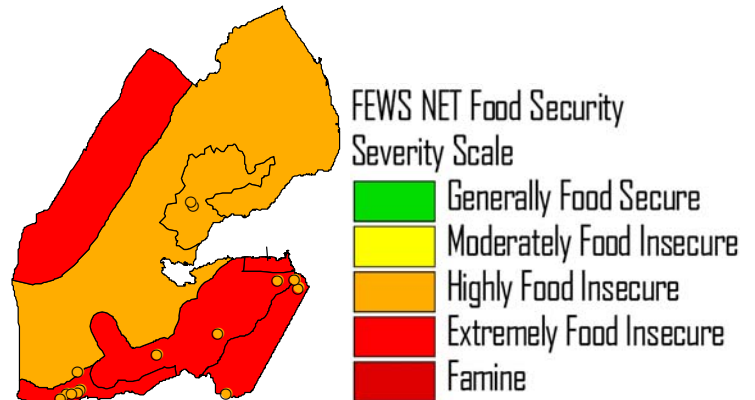 FEWS NET Food Security
Severity Scale
Generally Food Secure
Moderately Food Insecure
Highly Food Insecure
Extremely Food Insecure
Famine